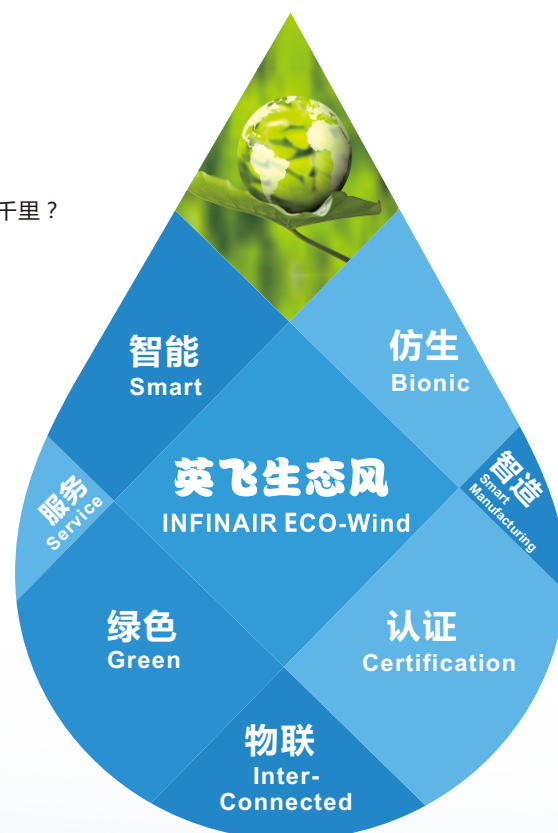 千里？
智能
Smart
仿生
Bionic
英飞生态风
INFINAIR ECO-Wind
服务
Service
智造
Smart
Manufacturing
绿色
Green
认证
Certification
物联
Inter-
Connected